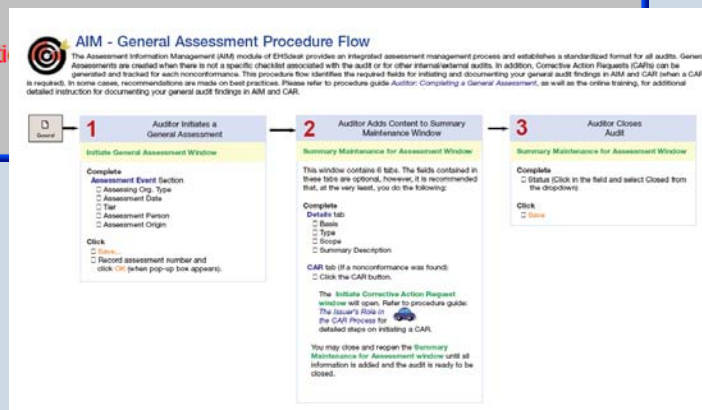 AIM - General Assessment Procedure Flow
The Assessment Information Management (AIM) module of EHSdesk provides an integrated assessment management process and establishes a standardized format for all audits. General
Assessments are created when there is not a specific checklist associated with the audit or for other internal/external audits. In addition, Corrective Action Requests (CARs) can be
generated and tracked for each nonconformance. This procedure flow identifies the required fields for initiating and documenting your general audit findings in AIM and CAR (when a CAR
is required). In some cases, recommendations are made on best practices. Please refer to procedure guide Auditor: Completing a General Assessment, as well as the online training, for additional
detailed instruction for documenting your general audit findings in AIM and CAR.
General
1
Auditor Initiates a
General Assessment
Initiate General Assessment Window
Complete
Assessment Event Section
Assessing Org. Type
Assessment Date
Tier
Assessment Person
Assessment Origin
Click
Save...
Record assessment number and
click OK (when pop-up box appears).
2
Auditor Adds Content to Summary
Maintenance Window
Summary Maintenance for Assessment Window
This window contains 6 tabs. The fields contained in
these tabs are optional, however, it is recommended
that, at the very least, you do the following:
Complete
Details tab
Basis
Type
Scope
Summary Description
CAR tab (if a nonconformance was found)
Click the CAR button.
The Initiate Corrective Action Request
window will open. Refer to procedure guide:
The Issuer's Role in
the CAR Process for
detailed steps on initiating a CAR.
You may close and reopen the Summary
Maintenance for Assessment window until all
information is added and the audit is ready to be
closed.
3
Auditor Closes
Audit
Summary Maintenance for Assessment Window
Complete
Status (Click in the field and select Closed from
the dropdown)
Click
Save